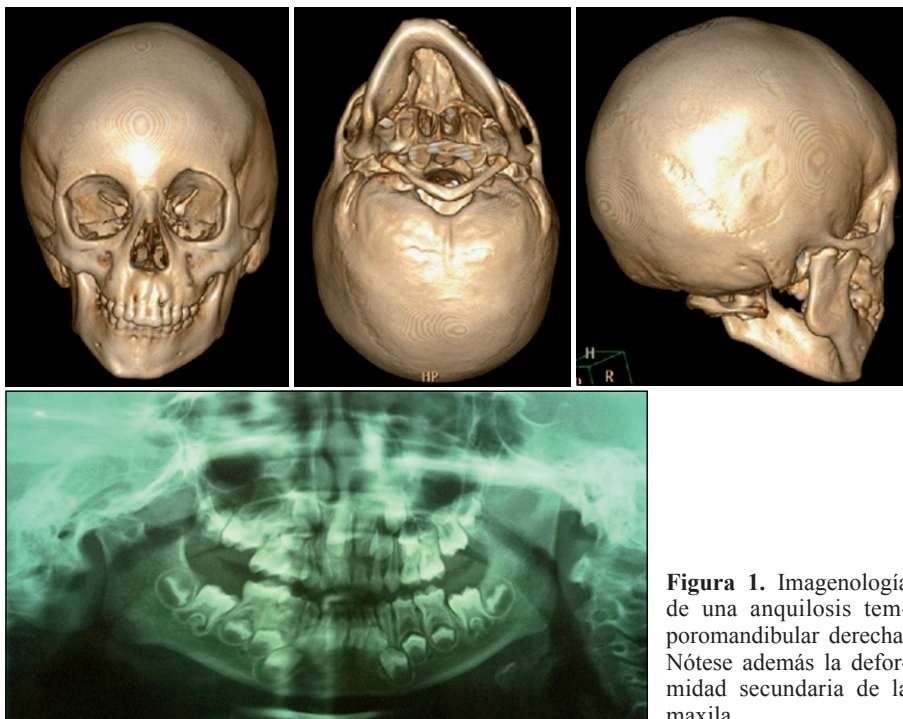 HP
H
R
Figura 1. Imagenología
de una anquilosis tem-
poromandibular derecha.
Nótese además la defor-
midad secundaria de la
maxila.